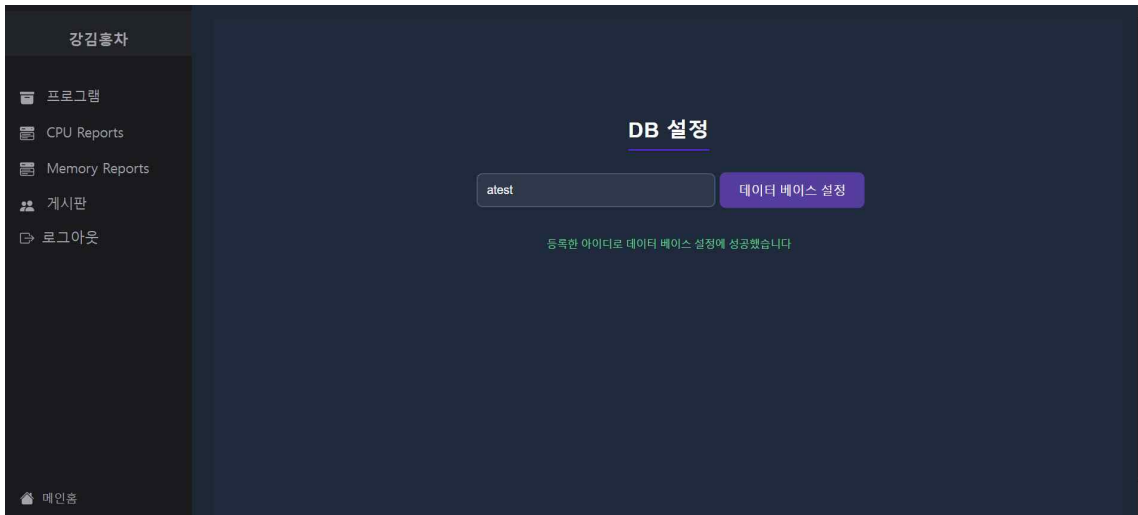 강김홍차
프로그램
CPU Reports
Memory Reports
게시판
로그아웃
메인홈
DB 설정
atest
데이터 베이스 설정
등록한 아이디로 데이터 베이스 설정에 성공했습니다